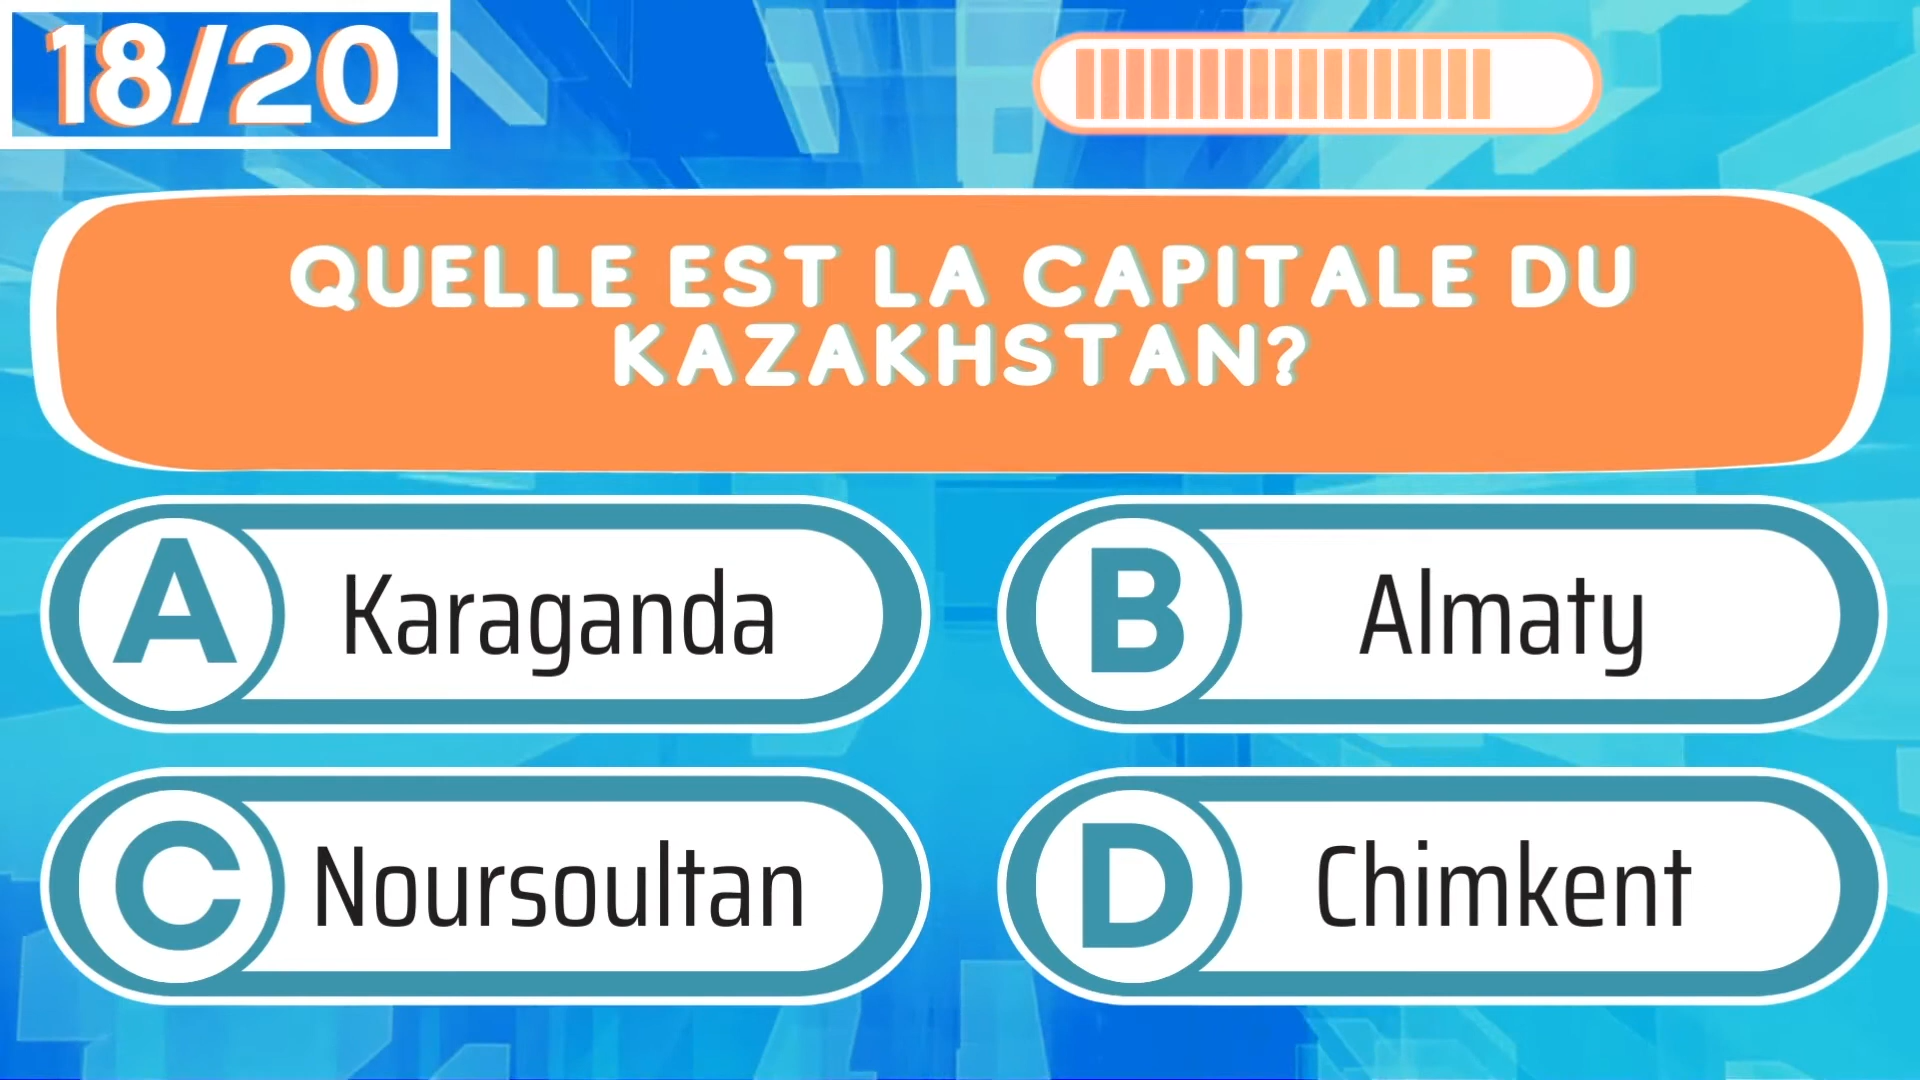 18/20
QUELLE EST LA CAPITALE DU
KAZAKHSTAN?
A Karaganda
B Almaty
C Noursoultan
D Chimkent